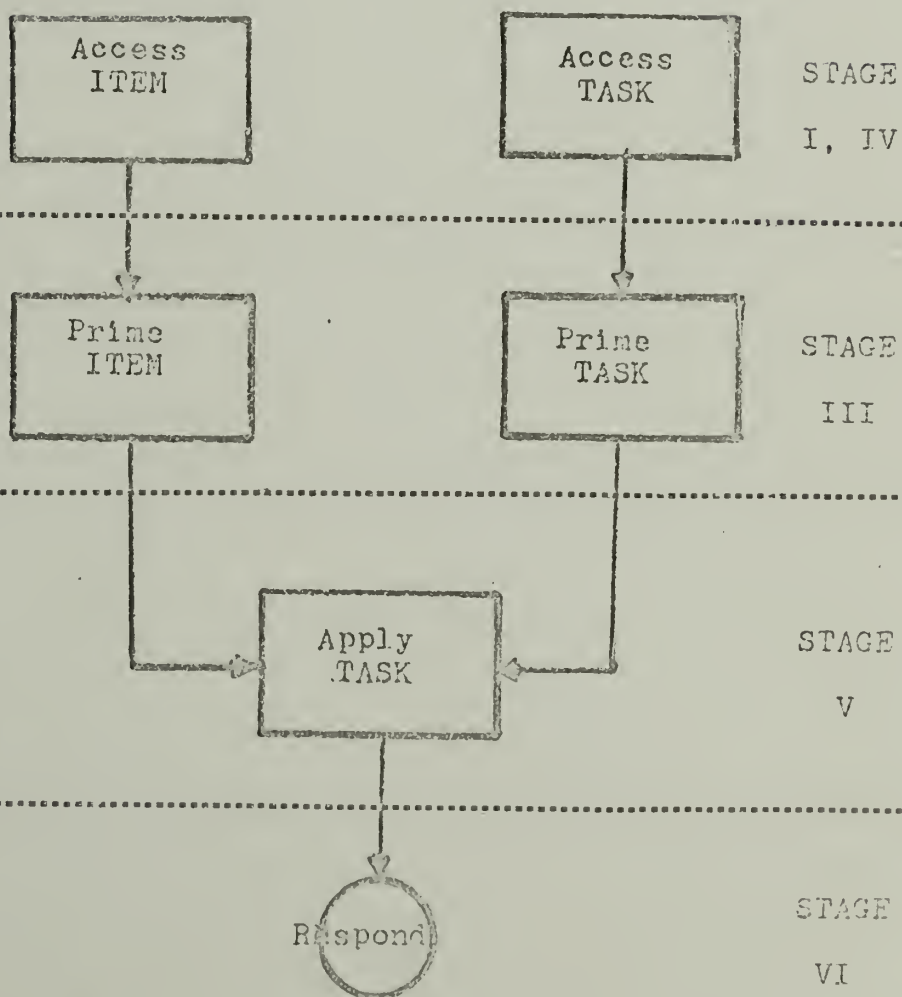 Access
ITEM
Access
TASK
STAGE
I, IV
Prime
ITEM
Prime
TASK
STAGE
III
Apply
TASK
STAGE
V
Respond
STAGE
VI